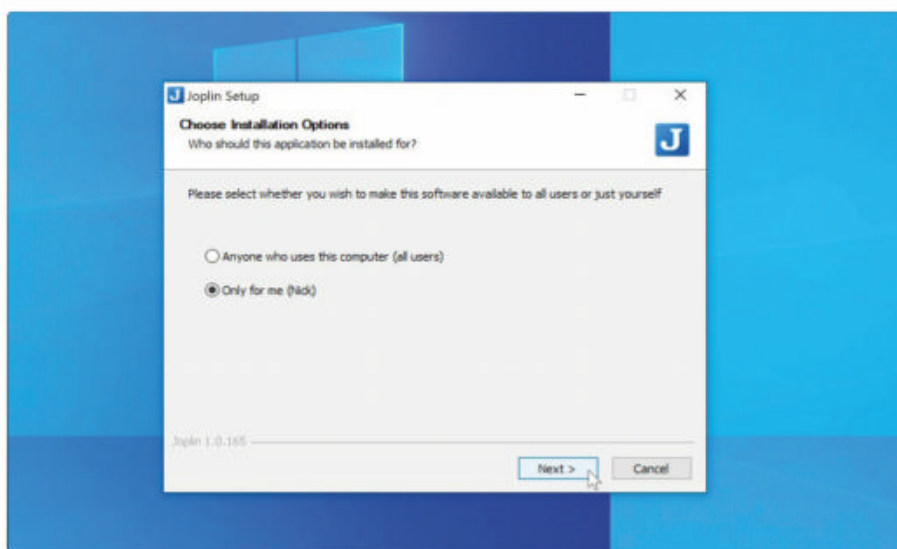 J Joplin Setup
Choose Installation Options
Who should this application be installed for?
J
Please select whether you wish to make this software available to all users or just yourself
Anyone who uses this computer (all users)
Only for me (Nick)
Joplin 1.0.165
Next >
Cancel